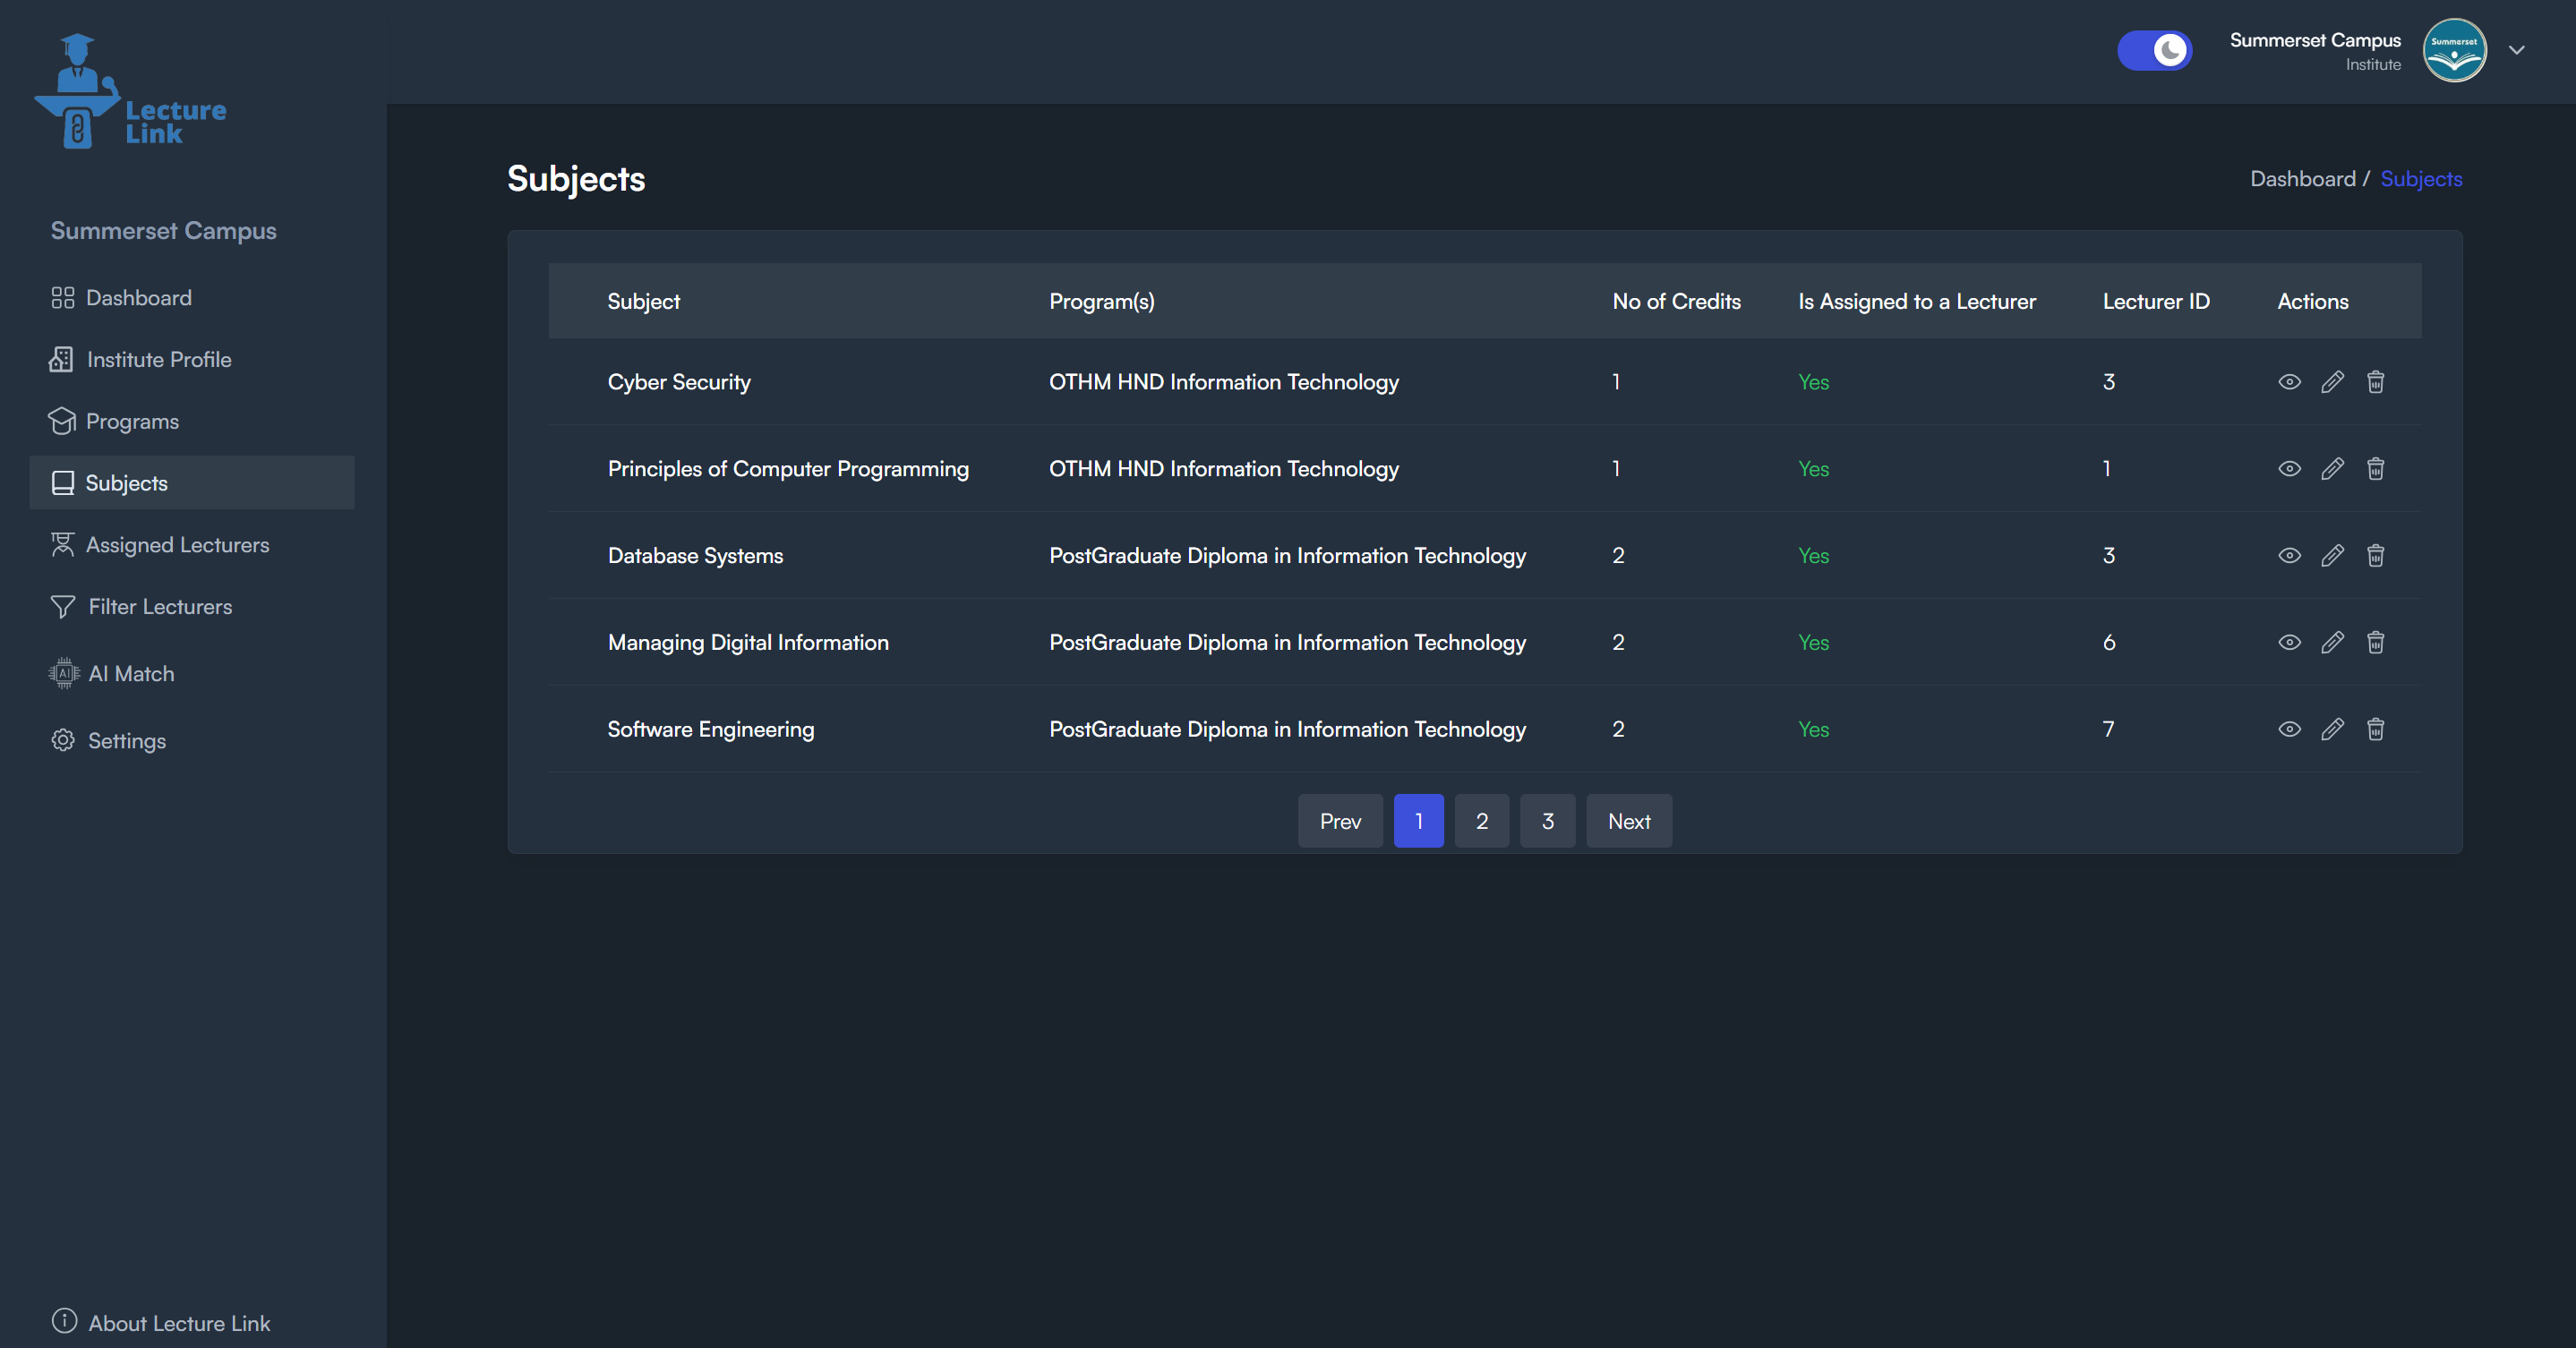 Lecture
Link
Summerset Campus
Institute
Summerset
Summerset Campus
Dashboard
Institute Profile
Programs
Subjects
Assigned Lecturers
Filter Lecturers
AI
AI Match
Settings
About Lecture Link
Subjects
Dashboard / Subjects
Subject Program(s) No of Credits Is Assigned to a Lecturer Lecturer ID Actions
Cyber Security OTHM HND Information Technology 1 Yes 3
Principles of Computer Programming OTHM HND Information Technology 1 Yes 1
Database Systems PostGraduate Diploma in Information Technology 2 Yes 3
Managing Digital Information PostGraduate Diploma in Information Technology 2 Yes 6
Software Engineering PostGraduate Diploma in Information Technology 2 Yes 7
Prev 1 2 3 Next